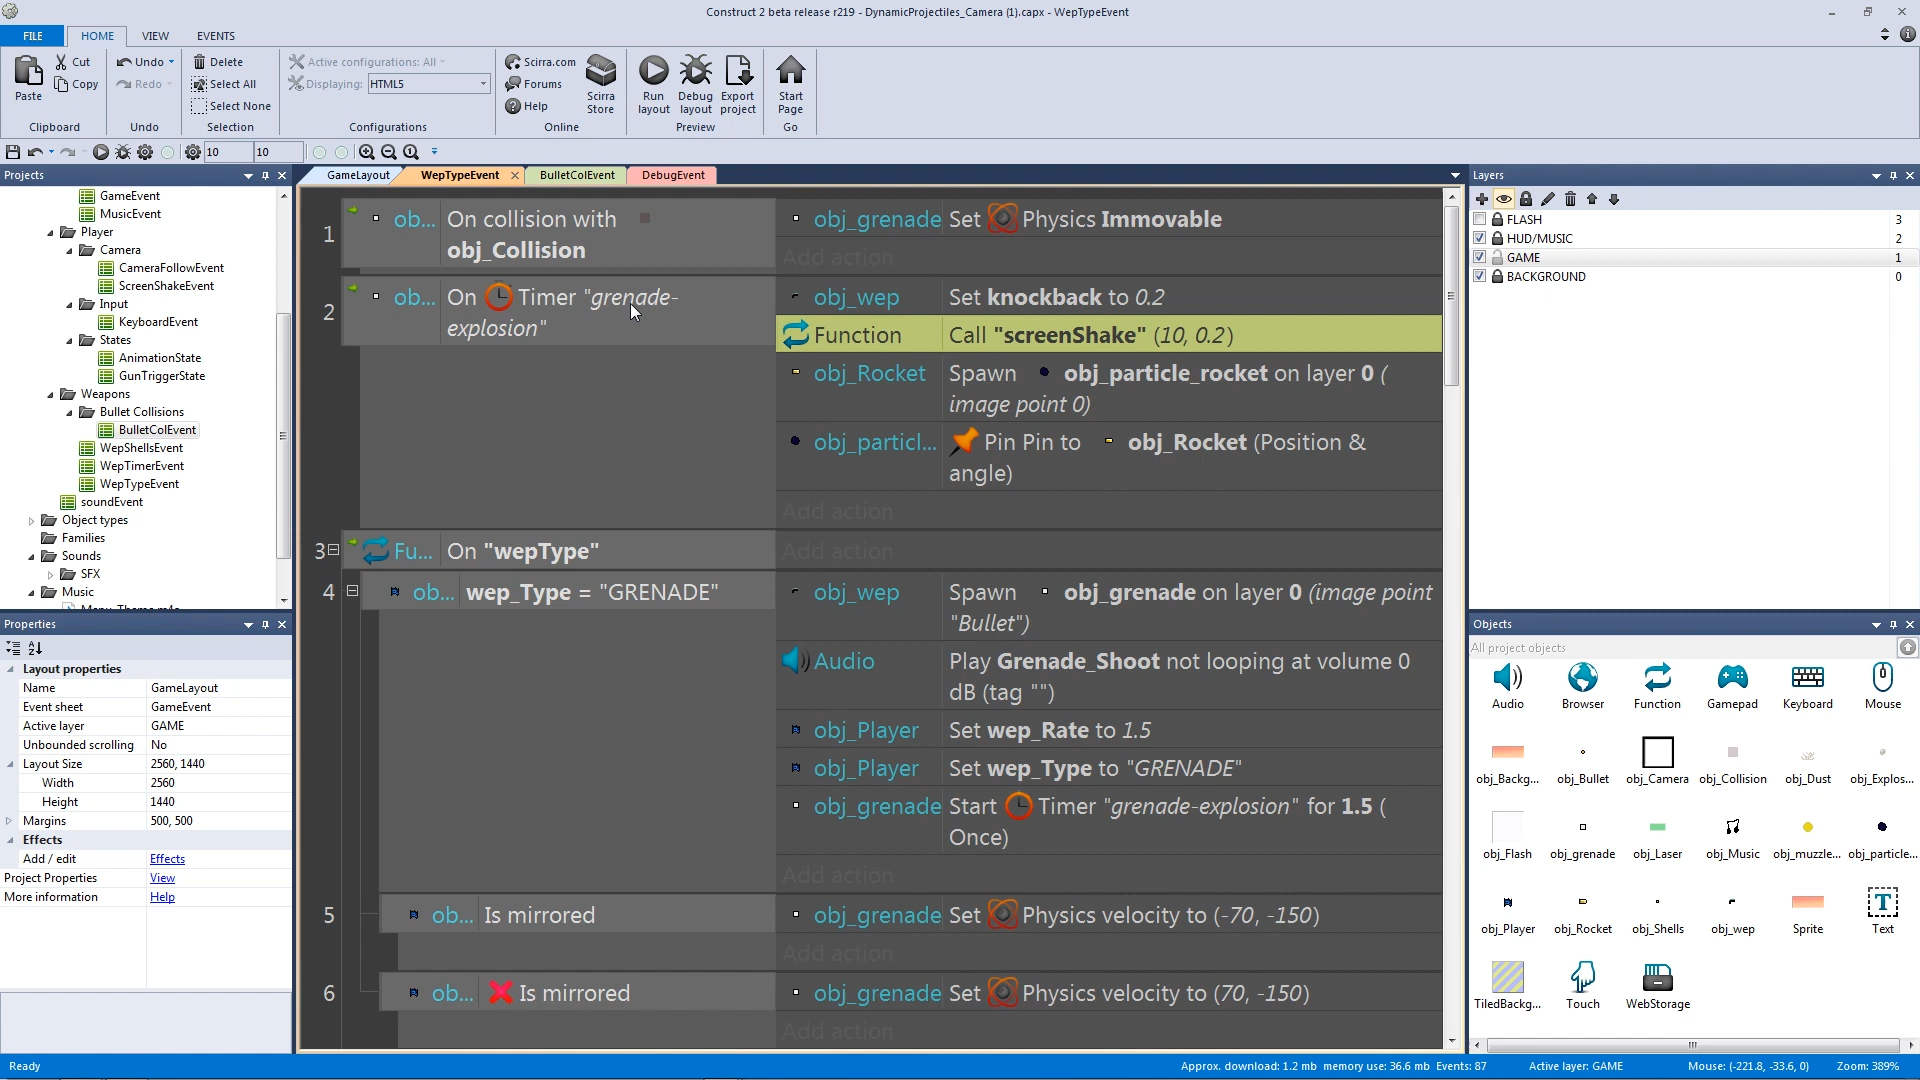 Construct 2 beta release r219 - DynamicProjectiles_Camera (1).capx - WepTypeEvent
FILE HOME VIEW EVENTS
Paste
Cut
Copy
Clipboard
Undo
Redo
Undo
Delete
Select All
Select None
Selection
Active configurations: All
Displaying: HTML5
Configurations
Scirra.com
Forums
Help
Scirra Store
Online
Run layout
Debug layout
Export project
Preview
Start Page
Go
10 10
Projects
GameEvent
MusicEvent
Player
Camera
CameraFollowEvent
ScreenShakeEvent
Input
KeyboardEvent
States
AnimationState
GunTriggerState
Weapons
Bullet Collisions
BulletColEvent
WepShellsEvent
WepTimerEvent
WepTypeEvent
soundEvent
Object types
Families
Sounds
SFX
Music
Properties
Layout properties
Name GameLayout
Event sheet GameEvent
Active layer GAME
Unbounded scrolling No
Layout Size 2560, 1440
Width 2560
Height 1440
Margins 500, 500
Effects
Add / edit Effects
Project Properties View
More information Help
GameLayout WepTypeEvent BulletColEvent DebugEvent
1 ob... On collision with
obj_Collision
obj_grenade Set Physics Immovable
Add action
2 ob... On Timer "grenade-
explosion"
obj_wep Set knockback to 0.2
Function Call "screenShake" (10, 0.2)
obj_Rocket Spawn obj_particle_rocket on layer 0 (
image point 0)
obj_particl... Pin Pin to obj_Rocket (Position &
angle)
Add action
3 Fu... On "wepType"
Add action
4 ob... wep_Type = "GRENADE"
obj_wep Spawn obj_grenade on layer 0 (image point
"Bullet")
Audio Play Grenade_Shoot not looping at volume 0
dB (tag "")
obj_Player Set wep_Rate to 1.5
obj_Player Set wep_Type to "GRENADE"
obj_grenade Start Timer "grenade-explosion" for 1.5 (
Once)
Add action
5 ob... Is mirrored
obj_grenade Set Physics velocity to (-70, -150)
Add action
6 ob... Is mirrored
obj_grenade Set Physics velocity to (70, -150)
Add action
Layers
FLASH 3
HUD/MUSIC 2
GAME 1
BACKGROUND 0
Objects
All project objects
Audio Browser Function Gamepad Keyboard Mouse
obj_Backg... obj_Bullet obj_Camera obj_Collision obj_Dust obj_Explos...
obj_Flash obj_grenade obj_Laser obj_Music obj_muzzle... obj_particle...
obj_Player obj_Rocket obj_Shells obj_wep Sprite Text
TiledBackg... Touch WebStorage
Ready
Approx. download: 1.2 mb memory use: 36.6 mb Events: 87 Active layer: GAME Mouse: (-221.8, -33.6, 0) Zoom: 389%